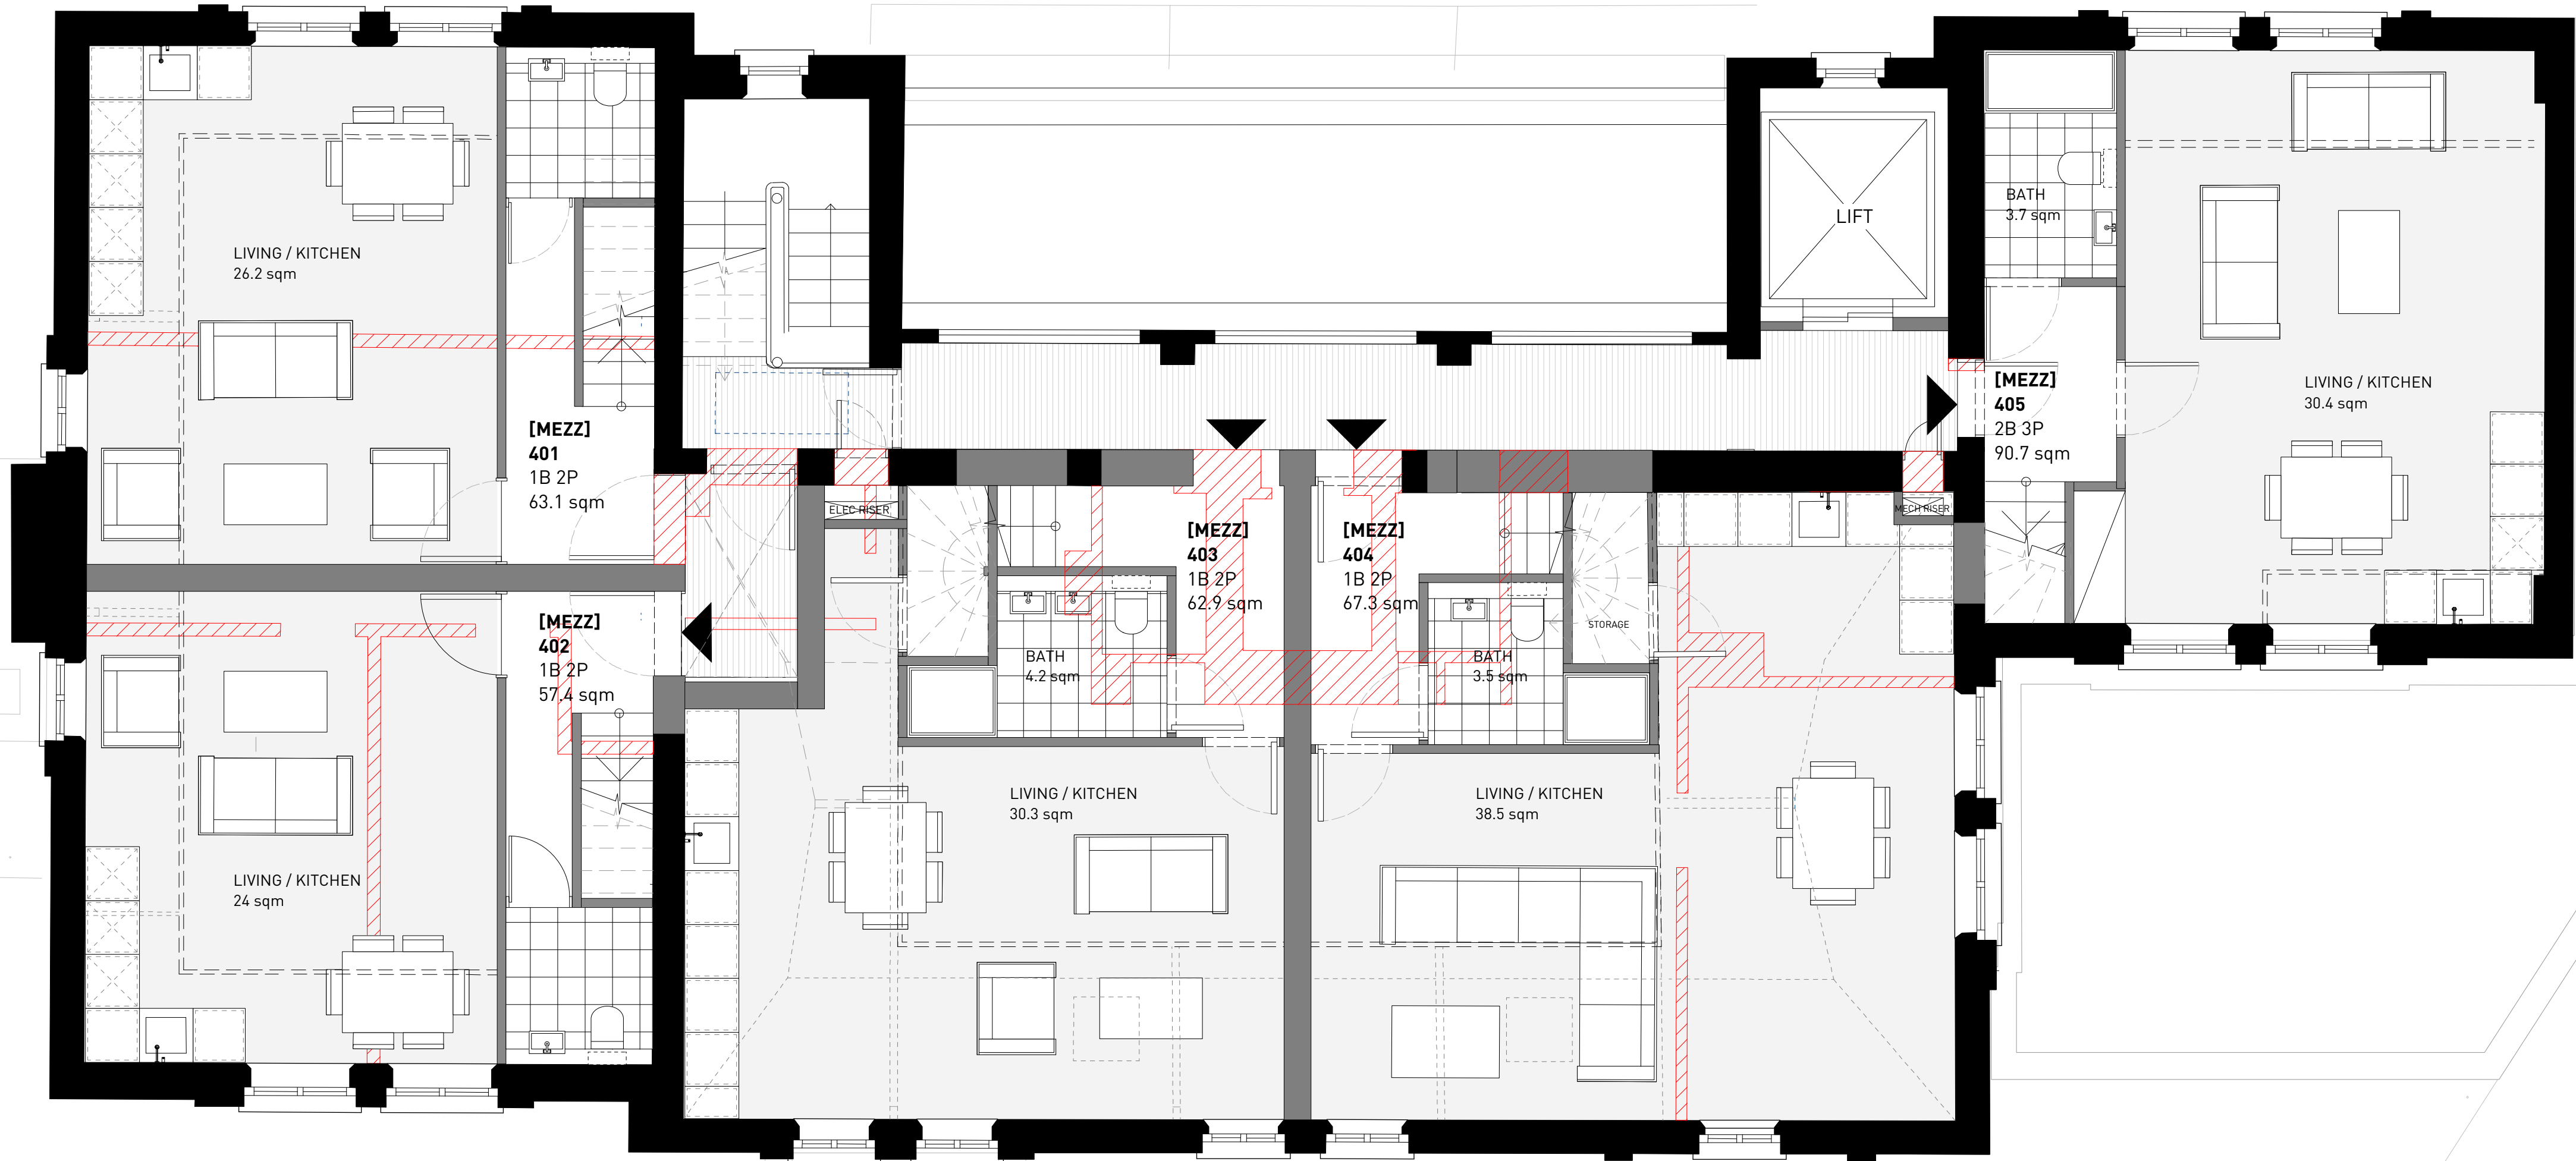 LIVING / KITCHEN
26.2 sqm
[MEZZ]
401
1B 2P
63.1 sqm
LIFT
BATH
3.7 sqm
[MEZZ]
405
2B 3P
90.7 sqm
LIVING / KITCHEN
30.4 sqm
ELEC RISER
MECH RISER
[MEZZ]
403
1B 2P
62.9 sqm
[MEZZ]
404
1B 2P
67.3 sqm
STORAGE
[MEZZ]
402
1B 2P
57.4 sqm
BATH
4.2 sqm
BATH
3.5 sqm
LIVING / KITCHEN
24 sqm
LIVING / KITCHEN
30.3 sqm
LIVING / KITCHEN
38.5 sqm